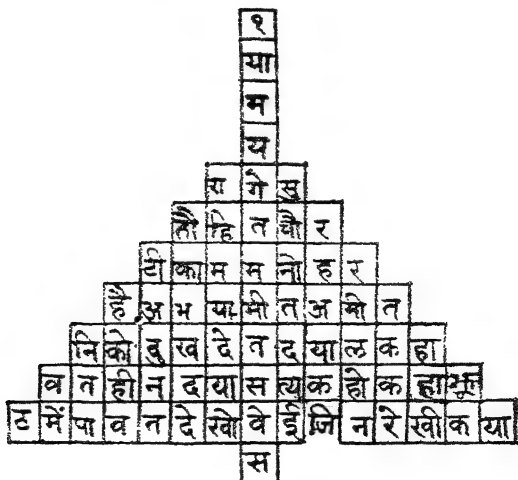 १
या
म
य
रा गे सु
तौ हि त धौ र
टी का म म नो ह र
है अ भ या मी त अ मी त
नि को दु ख दे त द या ल क हा
व त ही न द या स त्य क हो क हा भूल
ल में पा व त दे खो वे ई जि न रे खी क या
स